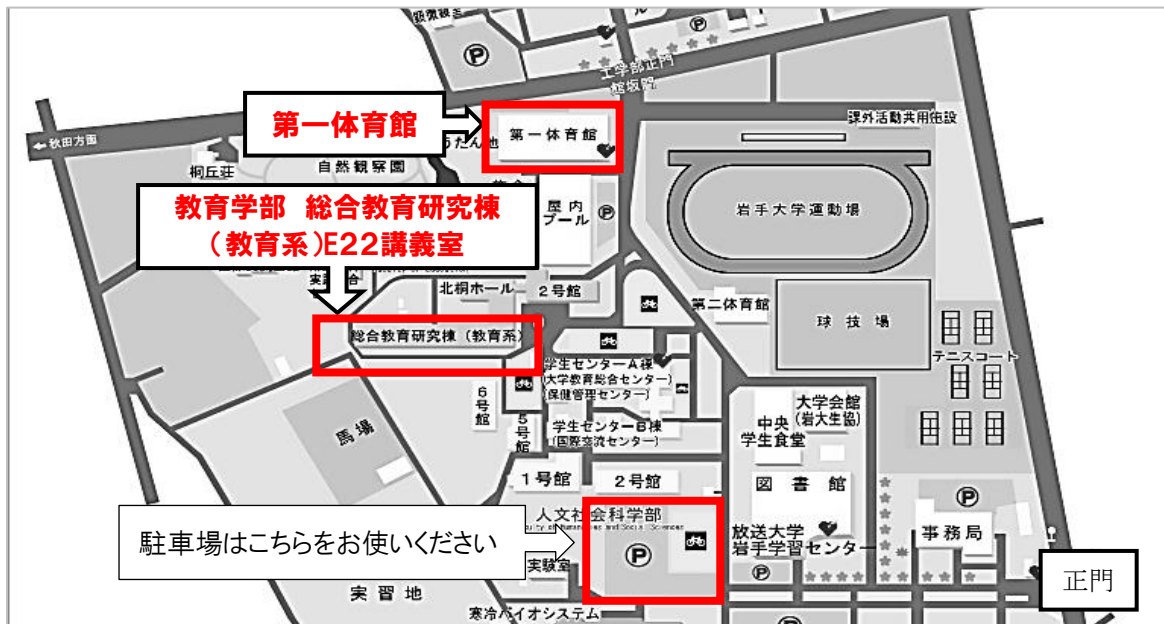 顕微鏡室
Ⓟ
Ⓟ
工学部正門
館坂門
第一体育館
第一体育館
課外活動共用施設
←秋田方面
うたん池
自然観察園
桐丘荘
教育学部 総合教育研究棟
（教育系）E22講義室
屋内
プール
Ⓟ
岩手大学運動場
北桐ホール
2号館
第二体育館
球技場
総合教育研究棟（教育系）
テニスコート
学生センターA棟
(大学教育総合センター)
(保健管理センター)
6号館
5号館
大学会館
(岩大生協)
中央
学生食堂
学生センターB棟
(国際交流センター)
馬場
1号館
2号館
図書館
Ⓟ
人文社会科学部
Faculty of Humanities and Social Sciences
駐車場はこちらをお使いください
Ⓟ
放送大学
岩手学習センター
事務局
実験室
Ⓟ
正門
実習地
寒冷バイオシステム
Ⓟ